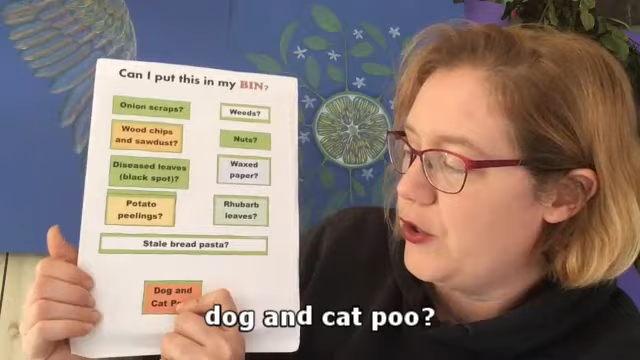 Can I put this in my BIN?
Onion scraps?
Weeds?
Wood chips
and sawdust?
Nuts?
Diseased leaves
(black spot)?
Waxed
paper?
Potato
peelings?
Rhubarb
leaves?
Stale bread pasta?
Dog and
Cat
dog and cat poo?